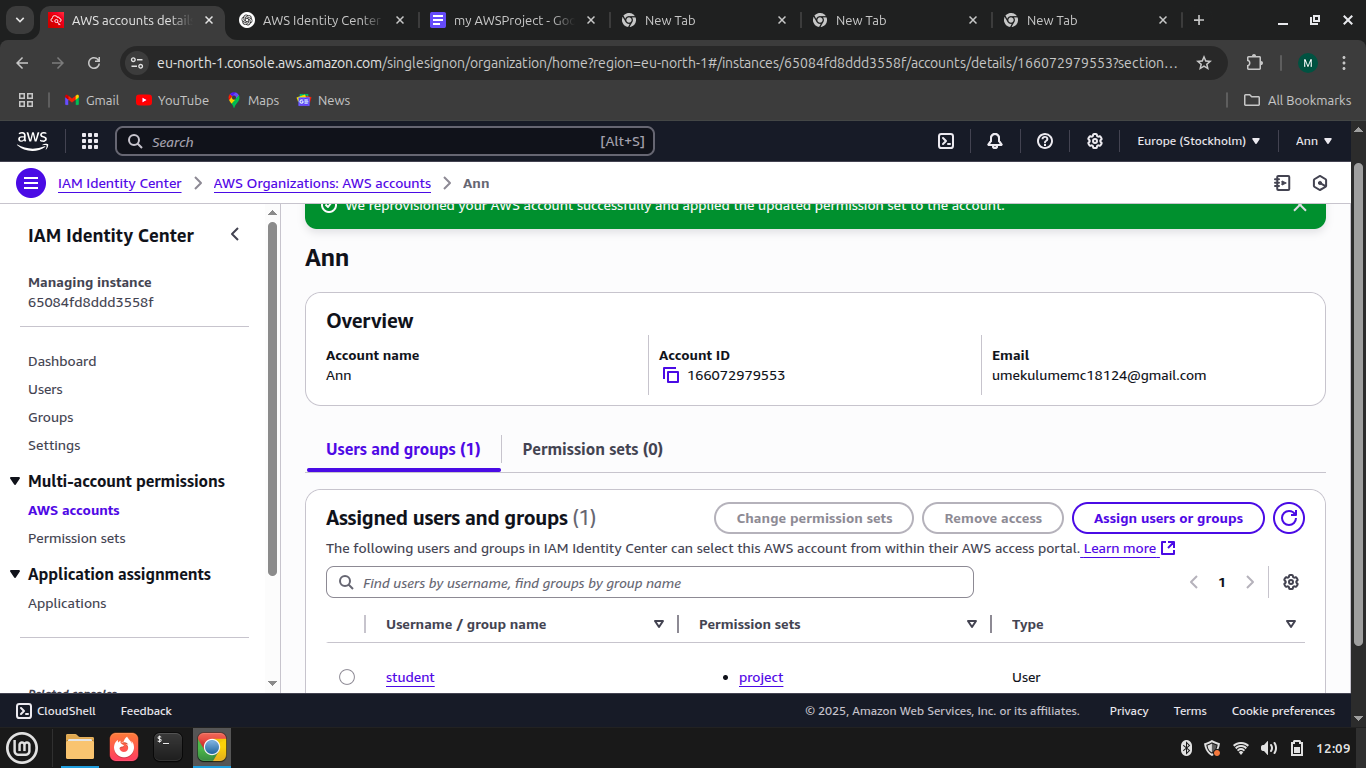 AWS accounts detail
AWS Identity Center
my AWSProject - Goo
New Tab
New Tab
New Tab
eu-north-1.console.aws.amazon.com/singlesignon/organization/home?region=eu-north-1#/instances/65084fd8ddd3558f/accounts/details/166072979553?section...
M
Gmail
YouTube
Maps
News
All Bookmarks
aws
Search
[Alt+S]
Europe (Stockholm)
Ann
IAM Identity Center
AWS Organizations: AWS accounts
Ann
IAM Identity Center
Managing instance
65084fd8ddd3558f
Dashboard
Users
Groups
Settings
Multi-account permissions
AWS accounts
Permission sets
Application assignments
Applications
Related consoles
We reprovisioned your AWS account successfully and applied the updated permission set to the account.
Ann
Overview
Account name
Ann
Account ID
166072979553
Email
umekulumemc18124@gmail.com
Users and groups (1)
Permission sets (0)
Assigned users and groups (1)
Change permission sets
Remove access
Assign users or groups
The following users and groups in IAM Identity Center can select this AWS account from within their AWS access portal. Learn more
Find users by username, find groups by group name
1
Username / group name
Permission sets
Type
student
• project
User
CloudShell
Feedback
© 2025, Amazon Web Services, Inc. or its affiliates.
Privacy
Terms
Cookie preferences
12:09